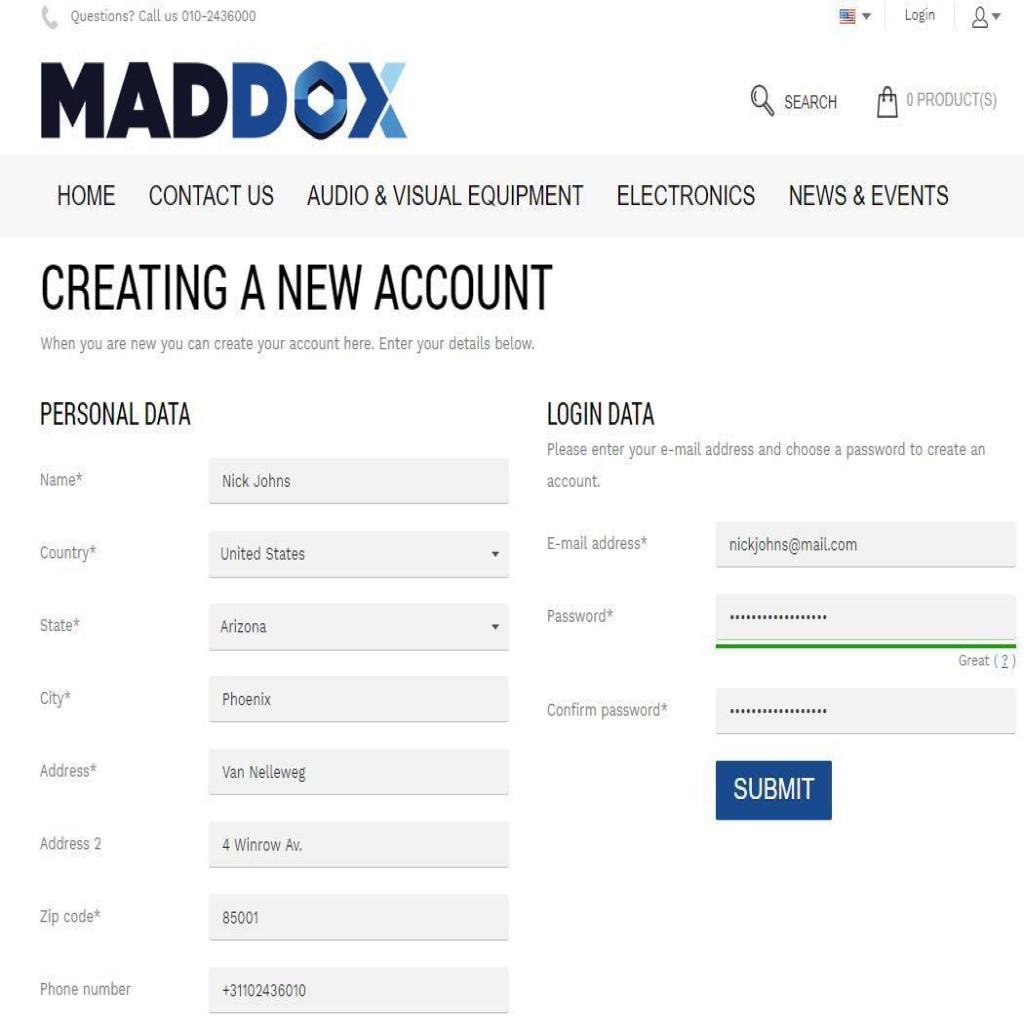 Questions? Call us 010-2436000
Login
MADDOX
SEARCH
0 PRODUCT(S)
HOME CONTACT US AUDIO & VISUAL EQUIPMENT ELECTRONICS NEWS & EVENTS
CREATING A NEW ACCOUNT
When you are new you can create your account here. Enter your details below.
PERSONAL DATA
Name* Nick Johns
Country* United States
State* Arizona
City* Phoenix
Address* Van Nelleweg
Address 2 4 Winrow Av.
Zip code* 85001
Phone number +31102436010
LOGIN DATA
Please enter your e-mail address and choose a password to create an
account.
E-mail address* nickjohns@mail.com
Password* ••••••••••••••••••
Great ( ? )
Confirm password* ••••••••••••••••••
SUBMIT